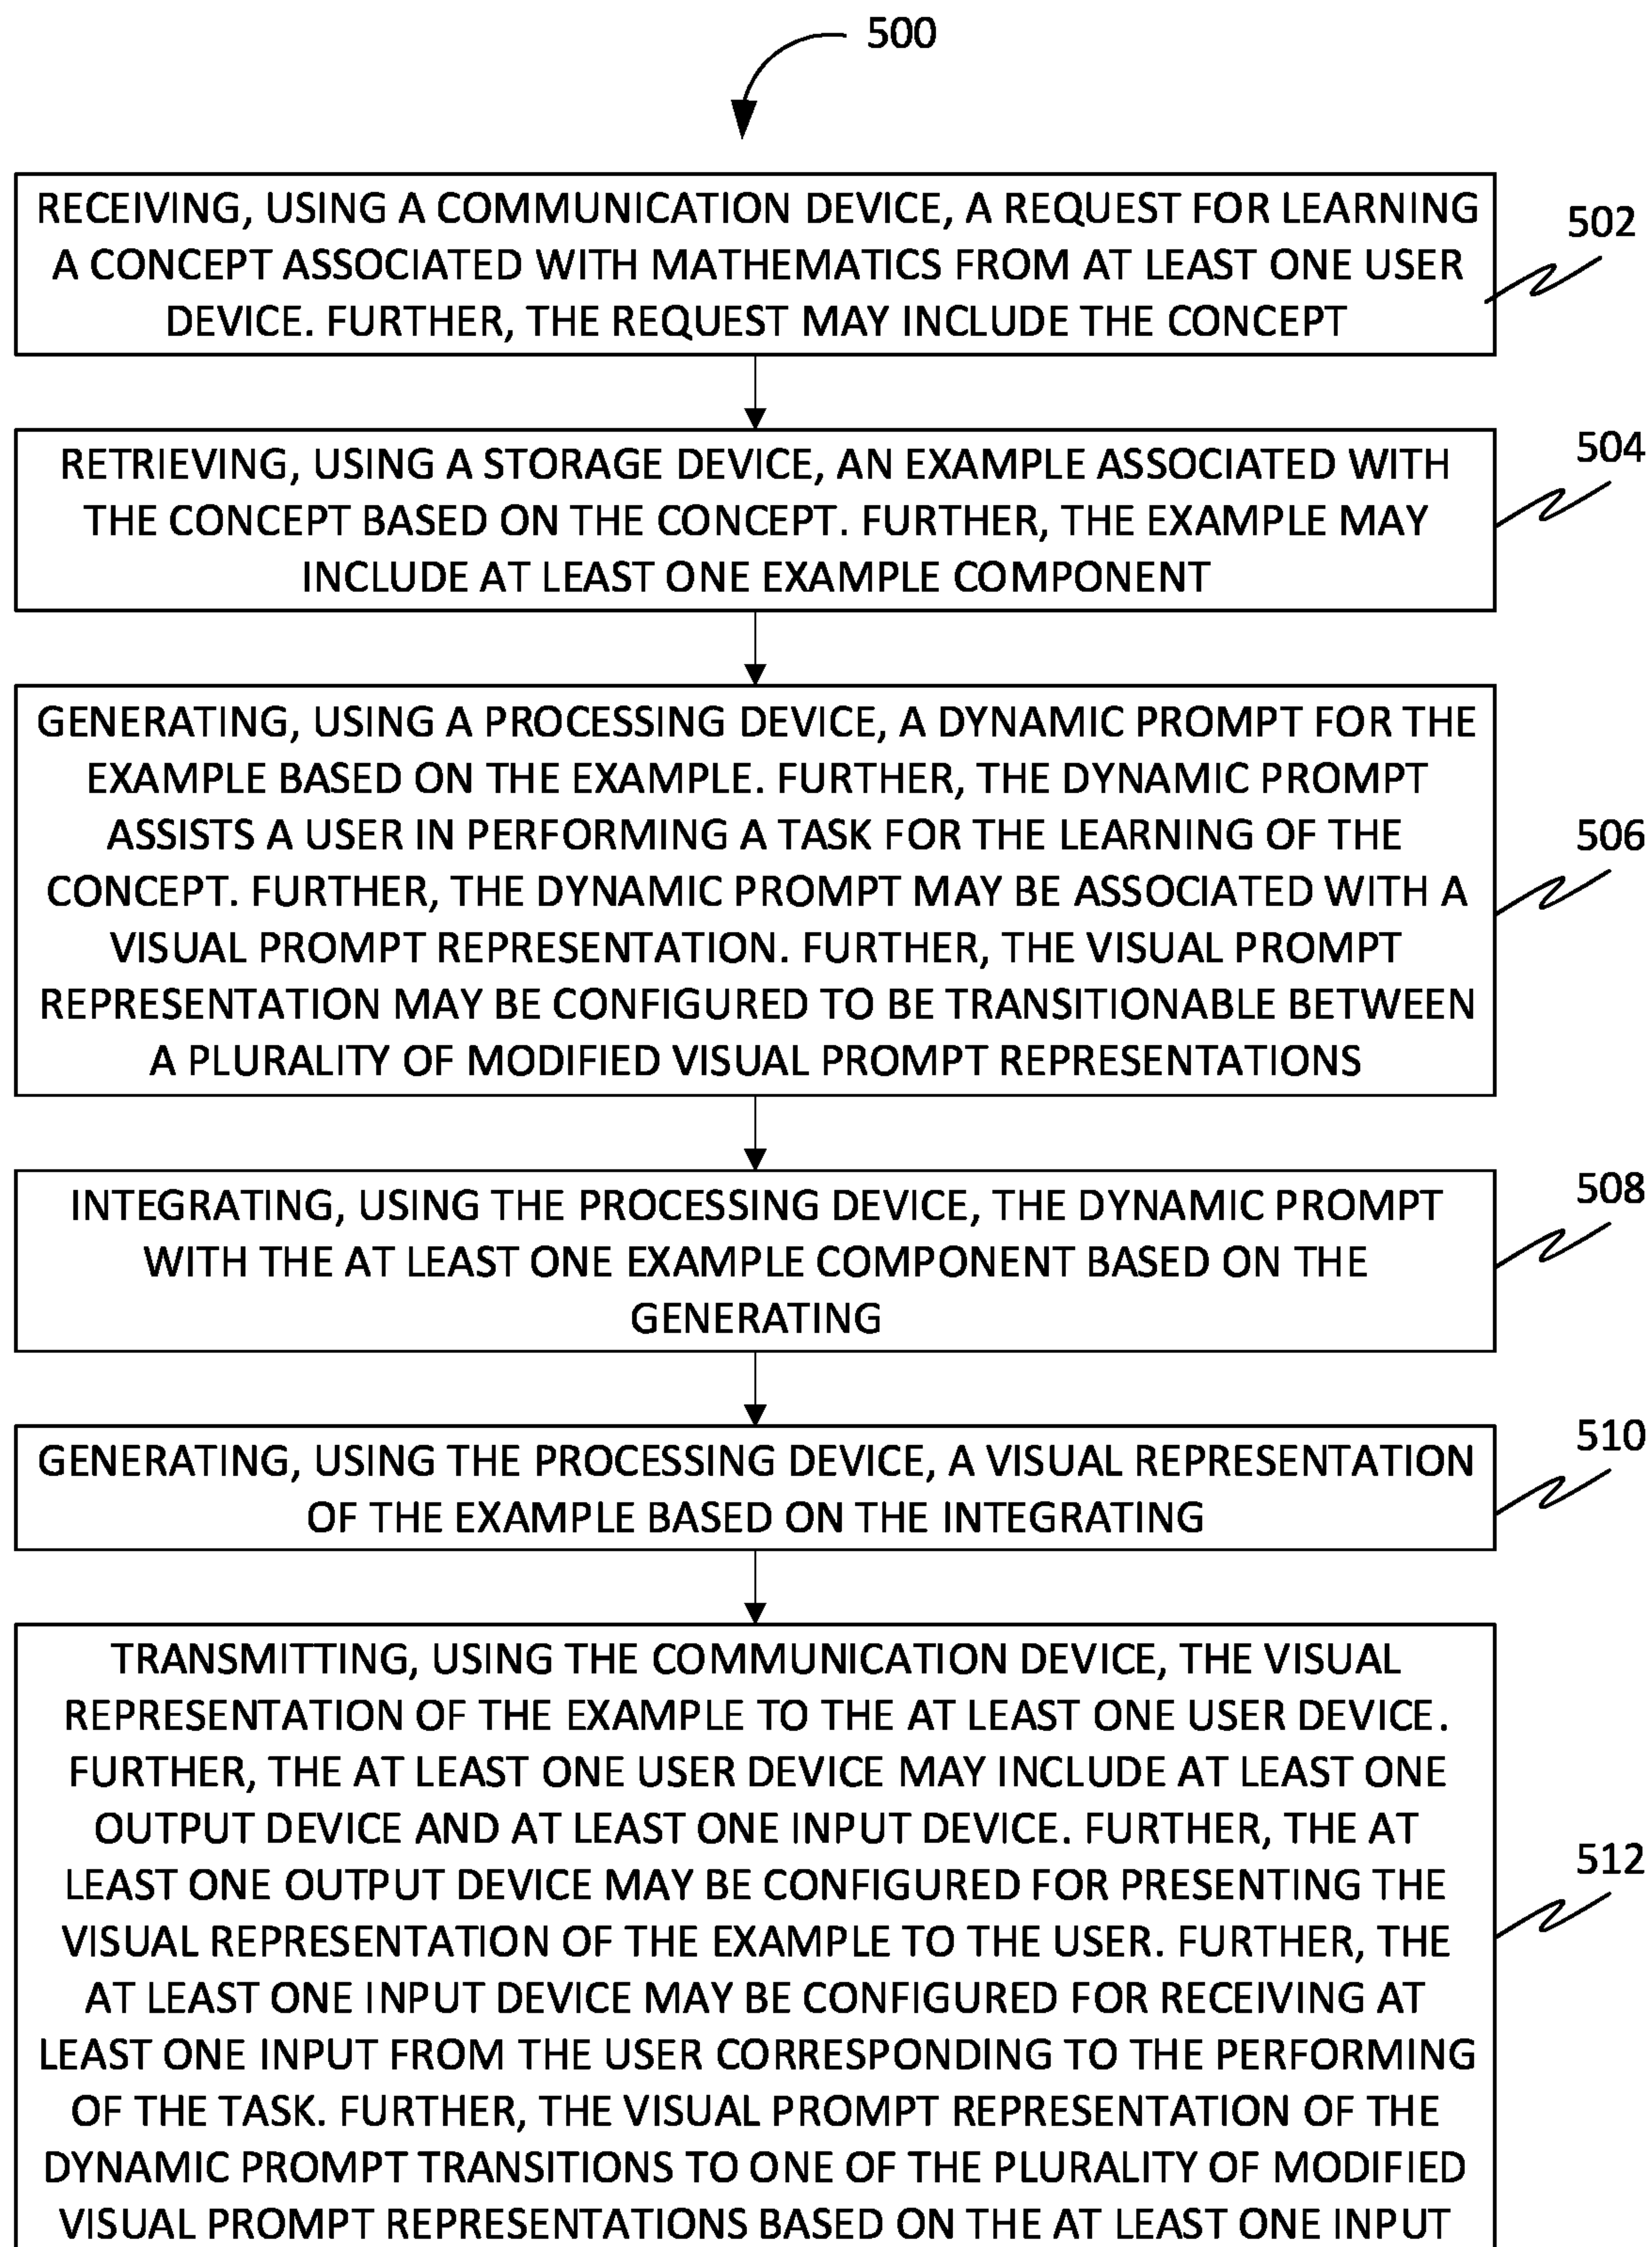 500
RECEIVING, USING A COMMUNICATION DEVICE, A REQUEST FOR LEARNING
A CONCEPT ASSOCIATED WITH MATHEMATICS FROM AT LEAST ONE USER
DEVICE. FURTHER, THE REQUEST MAY INCLUDE THE CONCEPT
502
RETRIEVING, USING A STORAGE DEVICE, AN EXAMPLE ASSOCIATED WITH
THE CONCEPT BASED ON THE CONCEPT. FURTHER, THE EXAMPLE MAY
INCLUDE AT LEAST ONE EXAMPLE COMPONENT
504
GENERATING, USING A PROCESSING DEVICE, A DYNAMIC PROMPT FOR THE
EXAMPLE BASED ON THE EXAMPLE. FURTHER, THE DYNAMIC PROMPT
ASSISTS A USER IN PERFORMING A TASK FOR THE LEARNING OF THE
CONCEPT. FURTHER, THE DYNAMIC PROMPT MAY BE ASSOCIATED WITH A
VISUAL PROMPT REPRESENTATION. FURTHER, THE VISUAL PROMPT
REPRESENTATION MAY BE CONFIGURED TO BE TRANSITIONABLE BETWEEN
A PLURALITY OF MODIFIED VISUAL PROMPT REPRESENTATIONS
506
INTEGRATING, USING THE PROCESSING DEVICE, THE DYNAMIC PROMPT
WITH THE AT LEAST ONE EXAMPLE COMPONENT BASED ON THE
GENERATING
508
GENERATING, USING THE PROCESSING DEVICE, A VISUAL REPRESENTATION
OF THE EXAMPLE BASED ON THE INTEGRATING
510
TRANSMITTING, USING THE COMMUNICATION DEVICE, THE VISUAL
REPRESENTATION OF THE EXAMPLE TO THE AT LEAST ONE USER DEVICE.
FURTHER, THE AT LEAST ONE USER DEVICE MAY INCLUDE AT LEAST ONE
OUTPUT DEVICE AND AT LEAST ONE INPUT DEVICE. FURTHER, THE AT
LEAST ONE OUTPUT DEVICE MAY BE CONFIGURED FOR PRESENTING THE
VISUAL REPRESENTATION OF THE EXAMPLE TO THE USER. FURTHER, THE
AT LEAST ONE INPUT DEVICE MAY BE CONFIGURED FOR RECEIVING AT
LEAST ONE INPUT FROM THE USER CORRESPONDING TO THE PERFORMING
OF THE TASK. FURTHER, THE VISUAL PROMPT REPRESENTATION OF THE
DYNAMIC PROMPT TRANSITIONS TO ONE OF THE PLURALITY OF MODIFIED
VISUAL PROMPT REPRESENTATIONS BASED ON THE AT LEAST ONE INPUT
512